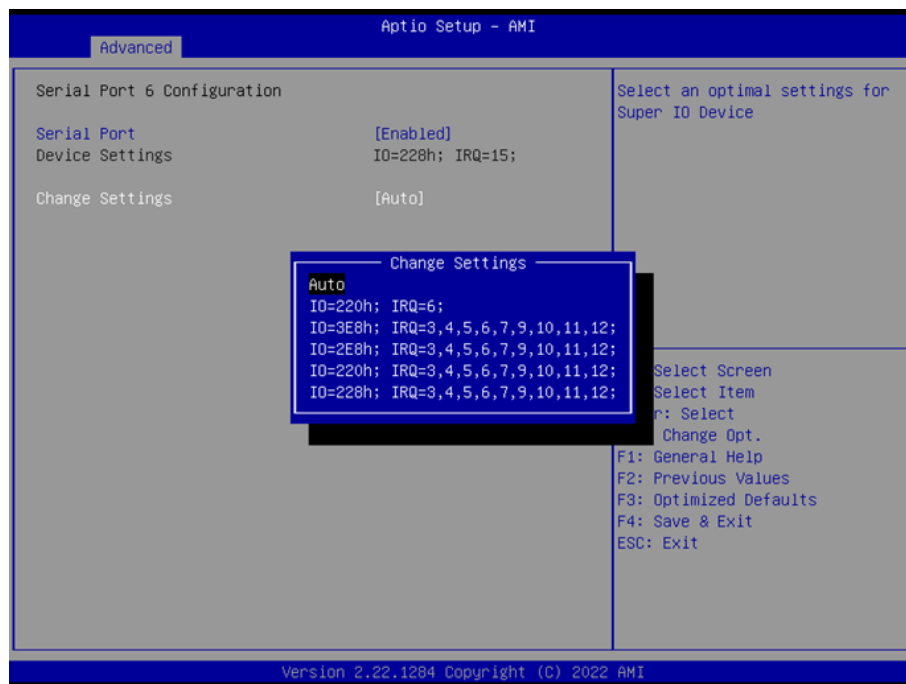 Aptio Setup – AMI
Advanced
Serial Port 6 Configuration
Serial Port [Enabled]
Device Settings IO=228h; IRQ=15;
Change Settings [Auto]
Select an optimal settings for
Super IO Device
Change Settings
Auto
IO=220h; IRQ=6;
IO=3E8h; IRQ=3,4,5,6,7,9,10,11,12;
IO=2E8h; IRQ=3,4,5,6,7,9,10,11,12;
IO=220h; IRQ=3,4,5,6,7,9,10,11,12;
IO=228h; IRQ=3,4,5,6,7,9,10,11,12;
Select Screen
Select Item
r: Select
Change Opt.
F1: General Help
F2: Previous Values
F3: Optimized Defaults
F4: Save & Exit
ESC: Exit
Version 2.22.1284 Copyright (C) 2022 AMI